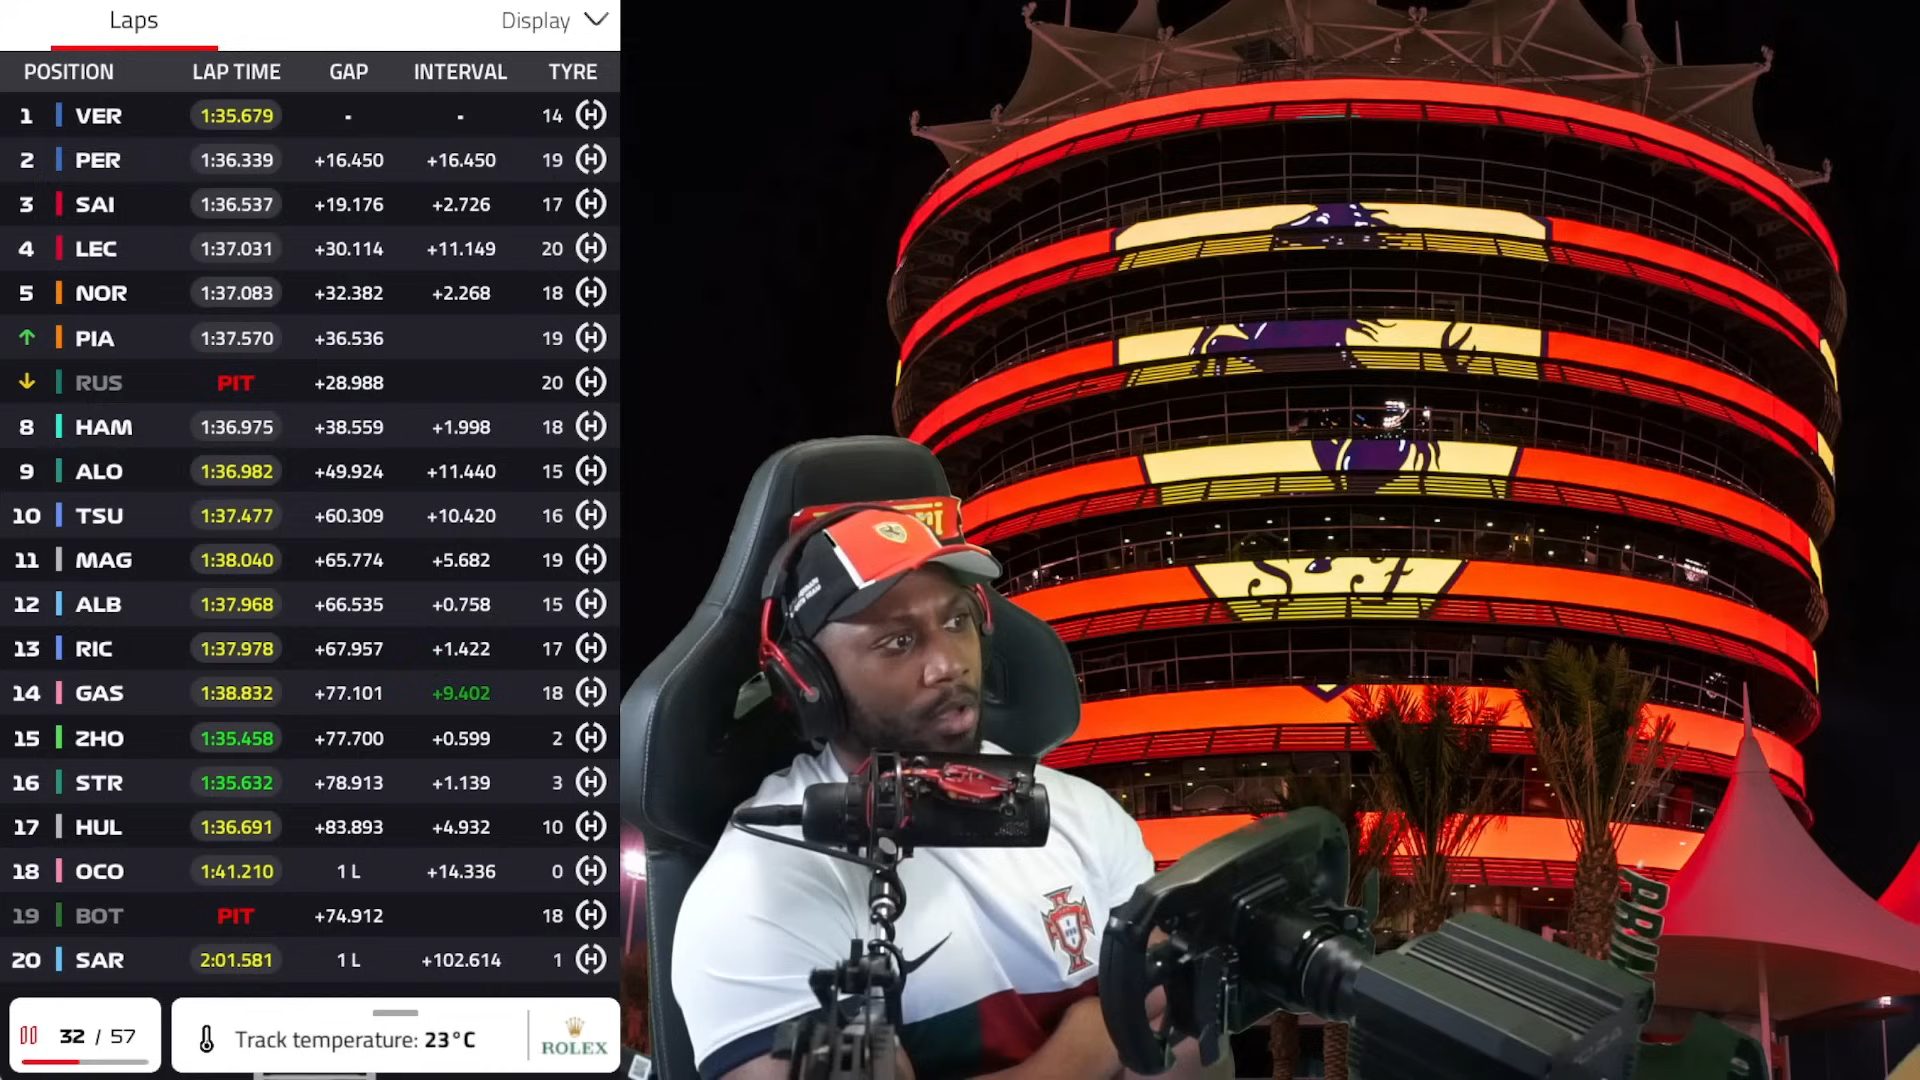 Laps Display
POSITION LAP TIME GAP INTERVAL TYRE
1 VER 1:35.679 - - 14 H
2 PER 1:36.339 +16.450 +16.450 19 H
3 SAI 1:36.537 +19.176 +2.726 17 H
4 LEC 1:37.031 +30.114 +11.149 20 H
5 NOR 1:37.083 +32.382 +2.268 18 H
PIA 1:37.570 +36.536 19 H
RUS PIT +28.988 20 H
8 HAM 1:36.975 +38.559 +1.998 18 H
9 ALO 1:36.982 +49.924 +11.440 15 H
10 TSU 1:37.477 +60.309 +10.420 16 H
11 MAG 1:38.040 +65.774 +5.682 19 H
12 ALB 1:37.968 +66.535 +0.758 15 H
13 RIC 1:37.978 +67.957 +1.422 17 H
14 GAS 1:38.832 +77.101 +9.402 18 H
15 ZHO 1:35.458 +77.700 +0.599 2 H
16 STR 1:35.632 +78.913 +1.139 3 H
17 HUL 1:36.691 +83.893 +4.932 10 H
18 OCO 1:41.210 1 L +14.336 0 H
19 BOT PIT +74.912 18 H
20 SAR 2:01.581 1 L +102.614 1 H
32 / 57
Track temperature: 23°C
ROLEX